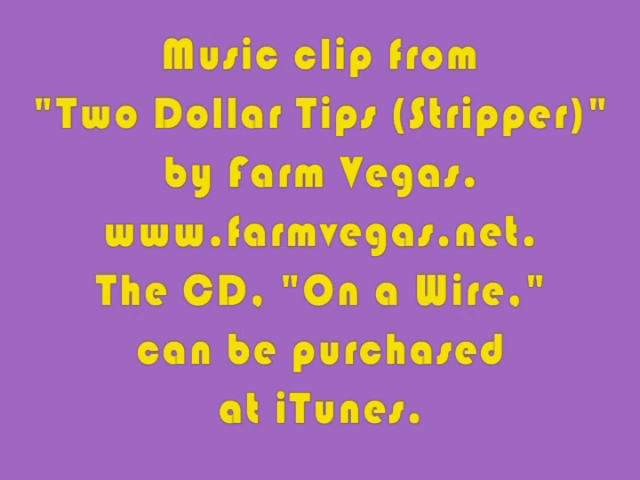 Music clip from
"Two Dollar Tips (Stripper)"
by Farm Vegas.
www.farmvegas.net.
The CD, "On a Wire,"
can be purchased
at iTunes.